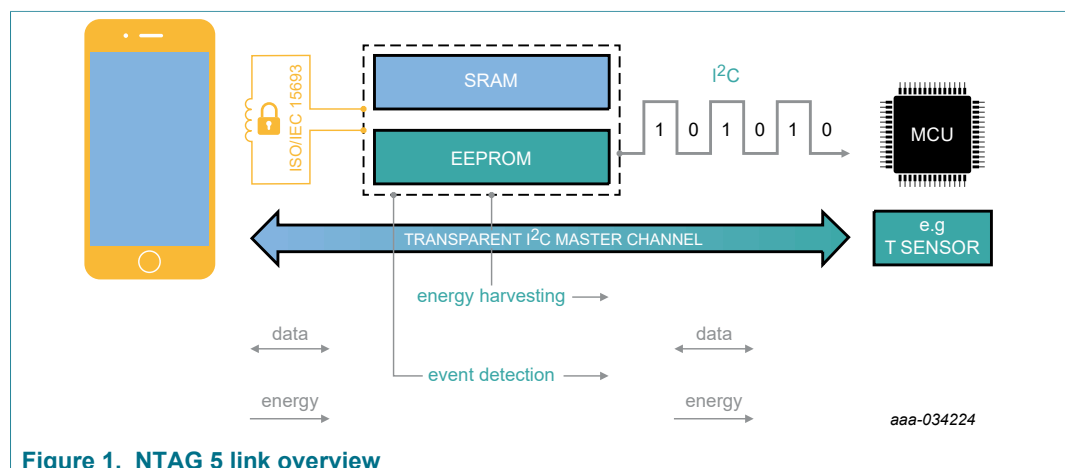 ISO/IEC 15693
SRAM
EEPROM
I²C
1 0 1 0 1 0
MCU
TRANSPARENT I²C MASTER CHANNEL
e.g
T SENSOR
energy harvesting
data
data
event detection
energy
energy
aaa-034224
Figure 1. NTAG 5 link overview